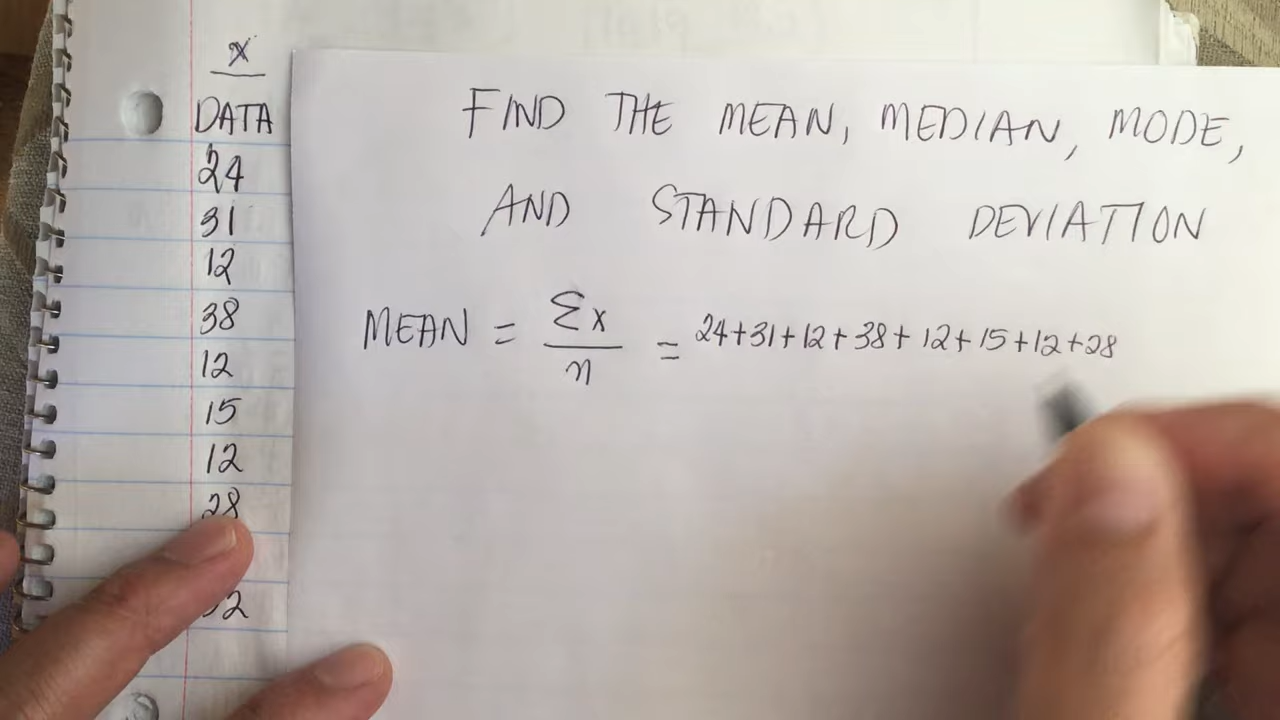 x
DATA
24
31
12
38
12
15
12
28
FIND THE MEAN, MEDIAN, MODE,
AND STANDARD DEVIATION
MEAN = Σx / n = 24+31+12+38+12+15+12+28